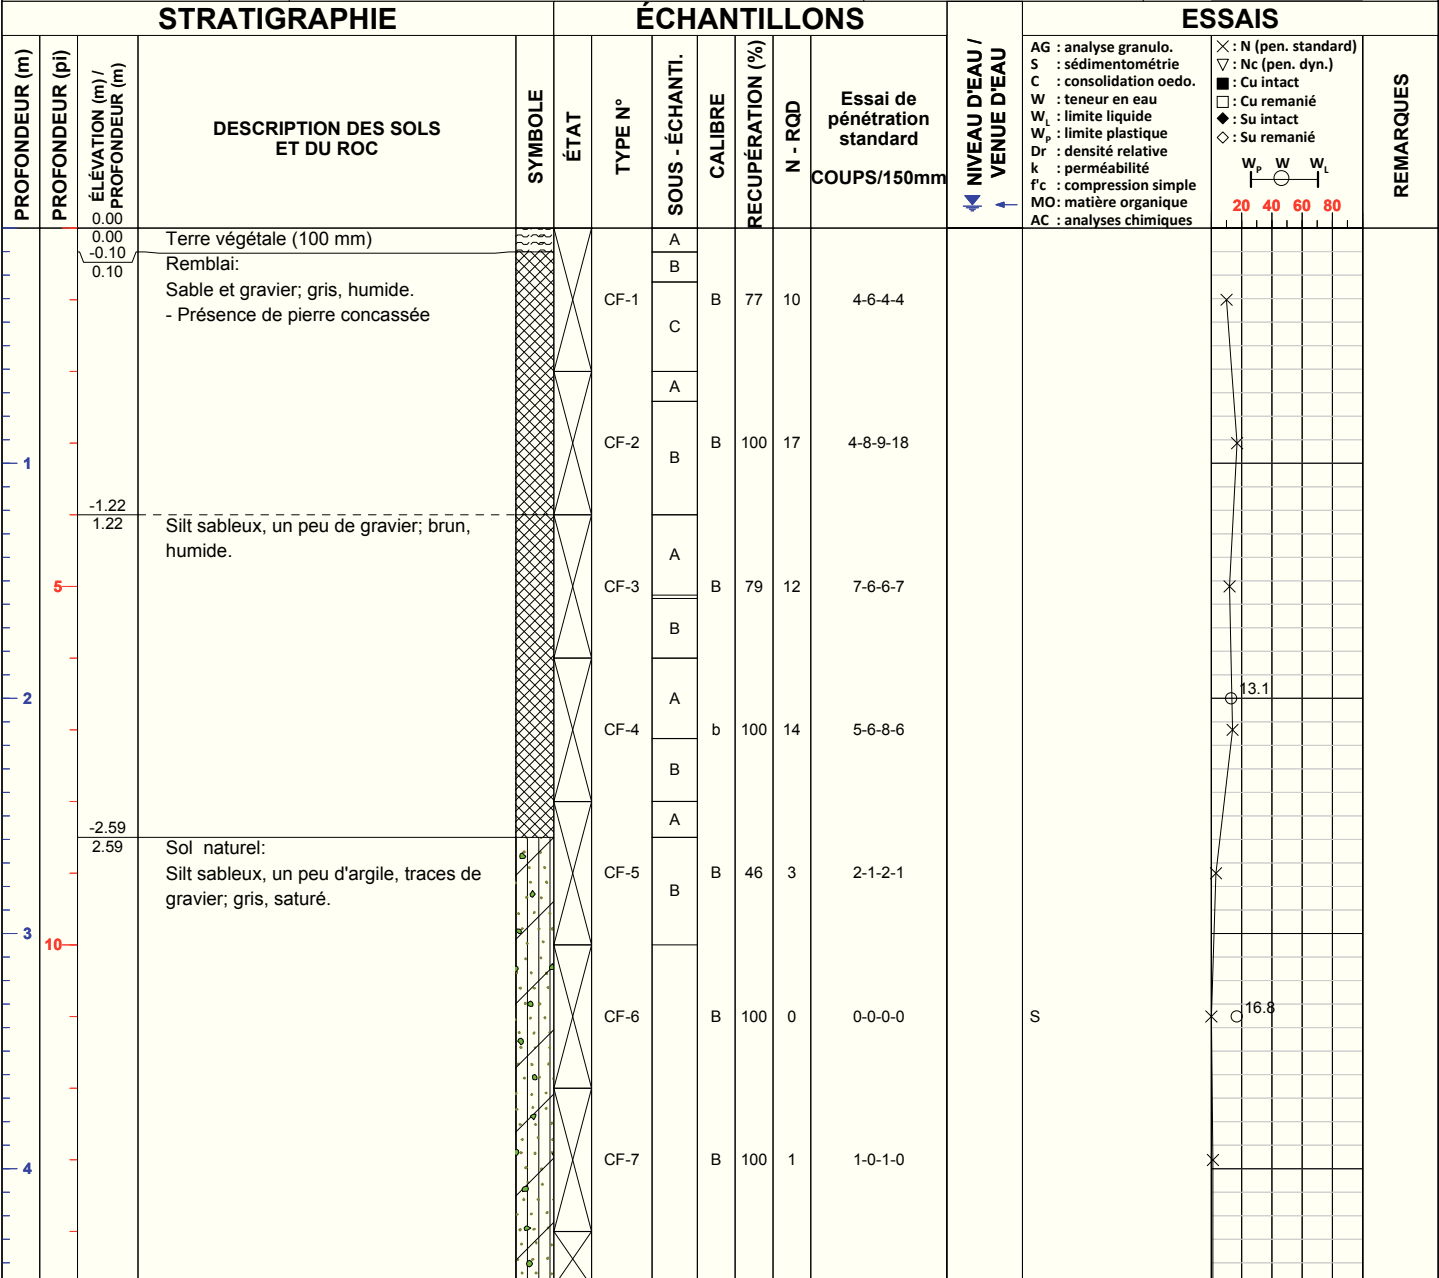 STRATIGRAPHIE
ÉCHANTILLONS
ESSAIS
PROFONDEUR (m)
PROFONDEUR (pi)
ÉLÉVATION (m) /
PROFONDEUR (m)
0.00
DESCRIPTION DES SOLS
ET DU ROC
SYMBOLE
ÉTAT
TYPE N°
SOUS - ÉCHANTI.
CALIBRE
RECUPÉRATION (%)
N - RQD
Essai de
pénétration
standard
COUPS/150mm
NIVEAU D'EAU /
VENUE D'EAU
AG : analyse granulo.
S : sédimentométrie
C : consolidation oedo.
W : teneur en eau
WL : limite liquide
WP : limite plastique
Dr : densité relative
k : perméabilité
f'c : compression simple
MO: matière organique
AC : analyses chimiques
× : N (pen. standard)
▽ : Nc (pen. dyn.)
■ : Cu intact
□ : Cu remanié
◆ : Su intact
◇ : Su remanié
WP W WL
20 40 60 80
REMARQUES
0.00
Terre végétale (100 mm)
A
-0.10
0.10
Remblai:
B
Sable et gravier; gris, humide.
- Présence de pierre concassée
C
CF-1 B 77 10 4-6-4-4
A
CF-2 B 100 17 4-8-9-18
B
1
-1.22
1.22
Silt sableux, un peu de gravier; brun,
humide.
A
5
CF-3 B 79 12 7-6-6-7
B
2
A
13.1
CF-4 b 100 14 5-6-8-6
B
A
-2.59
2.59
Sol naturel:
Silt sableux, un peu d'argile, traces de
gravier; gris, saturé.
CF-5 B 46 3 2-1-2-1
B
3
10
CF-6 B 100 0 0-0-0-0 S
16.8
CF-7 B 100 1 1-0-1-0
4